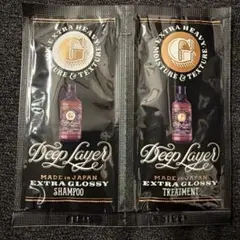 EXTRA HEAVY
G
MOISTURE & TEXTURE
Deep Layer
MADE IN JAPAN
EXTRA GLOSSY
SHAMPOO
EXTRA HEAVY
G
MOISTURE & TEXTURE
Deep Layer
MADE IN JAPAN
EXTRA GLOSSY
TREATMENT